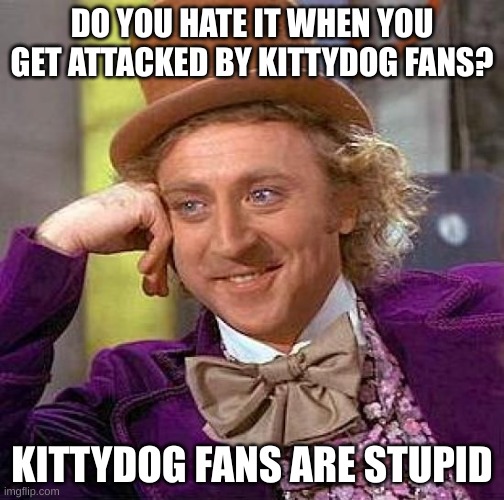 DO YOU HATE IT WHEN YOU
GET ATTACKED BY KITTYDOG FANS?
KITTYDOG FANS ARE STUPID
imgflip.com